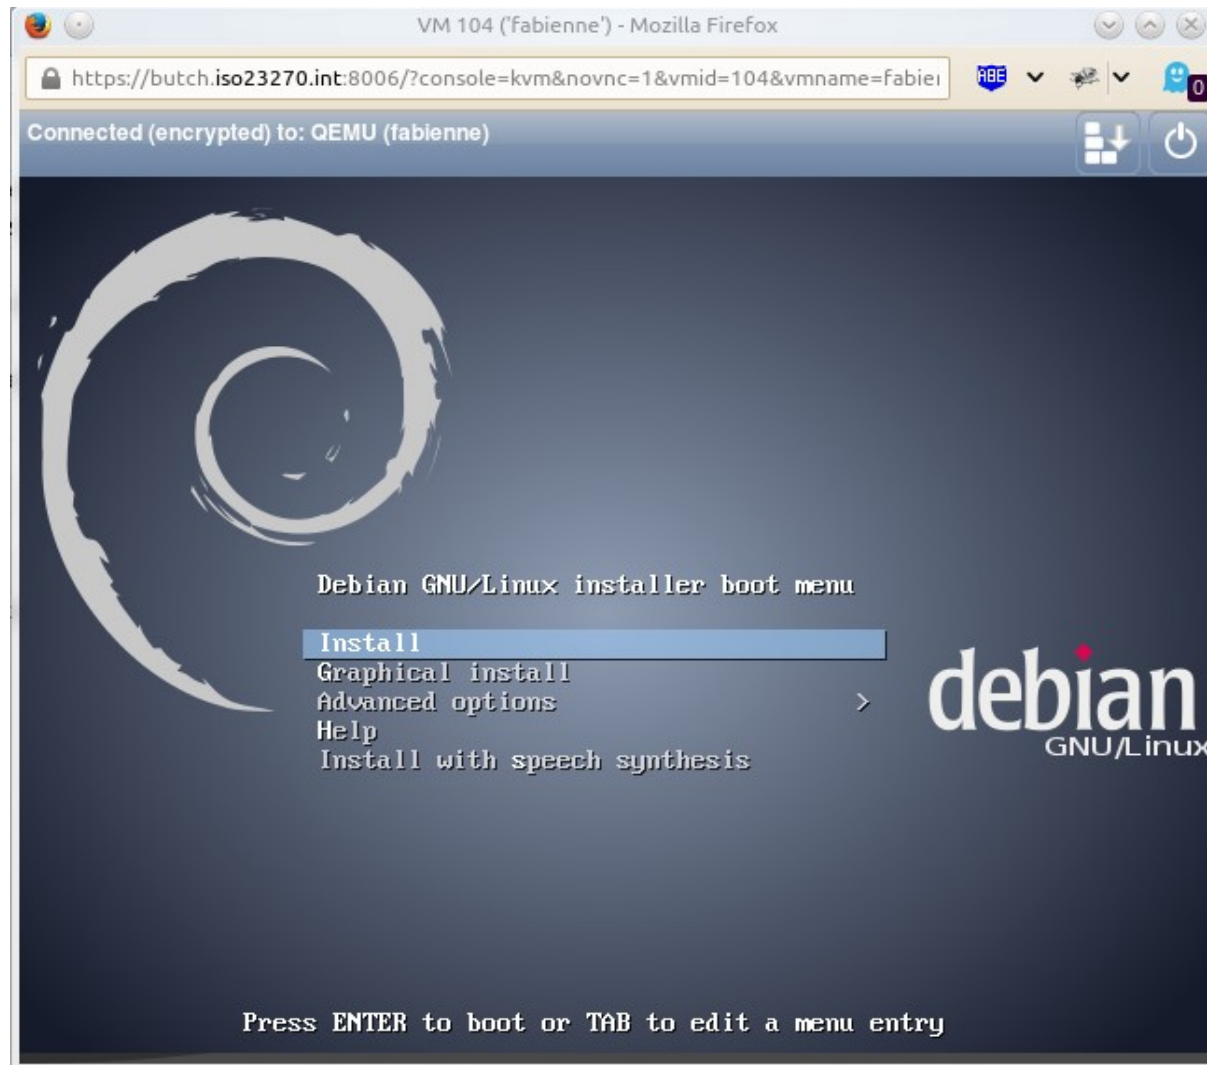 VM 104 ('fabienne') - Mozilla Firefox
https://butch.iso23270.int:8006/?console=kvm&novnc=1&vmid=104&vmname=fabie
ABE
0
Connected (encrypted) to: QEMU (fabienne)
Debian GNU/Linux installer boot menu
Install
Graphical install
Advanced options >
Help
Install with speech synthesis
debian
GNU/Linux
Press ENTER to boot or TAB to edit a menu entry